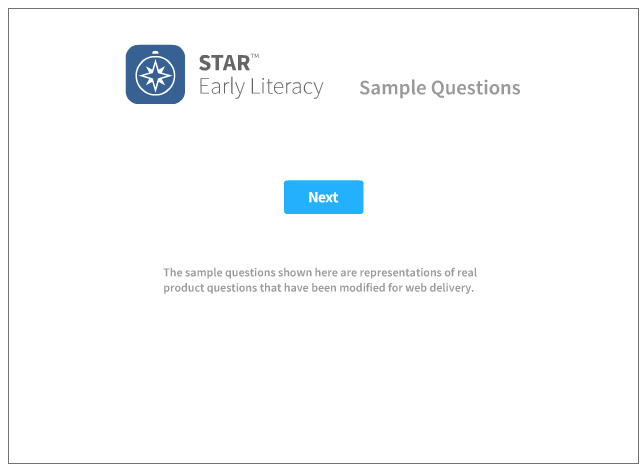 STAR™
Early Literacy
Sample Questions
Next
The sample questions shown here are representations of real
product questions that have been modified for web delivery.